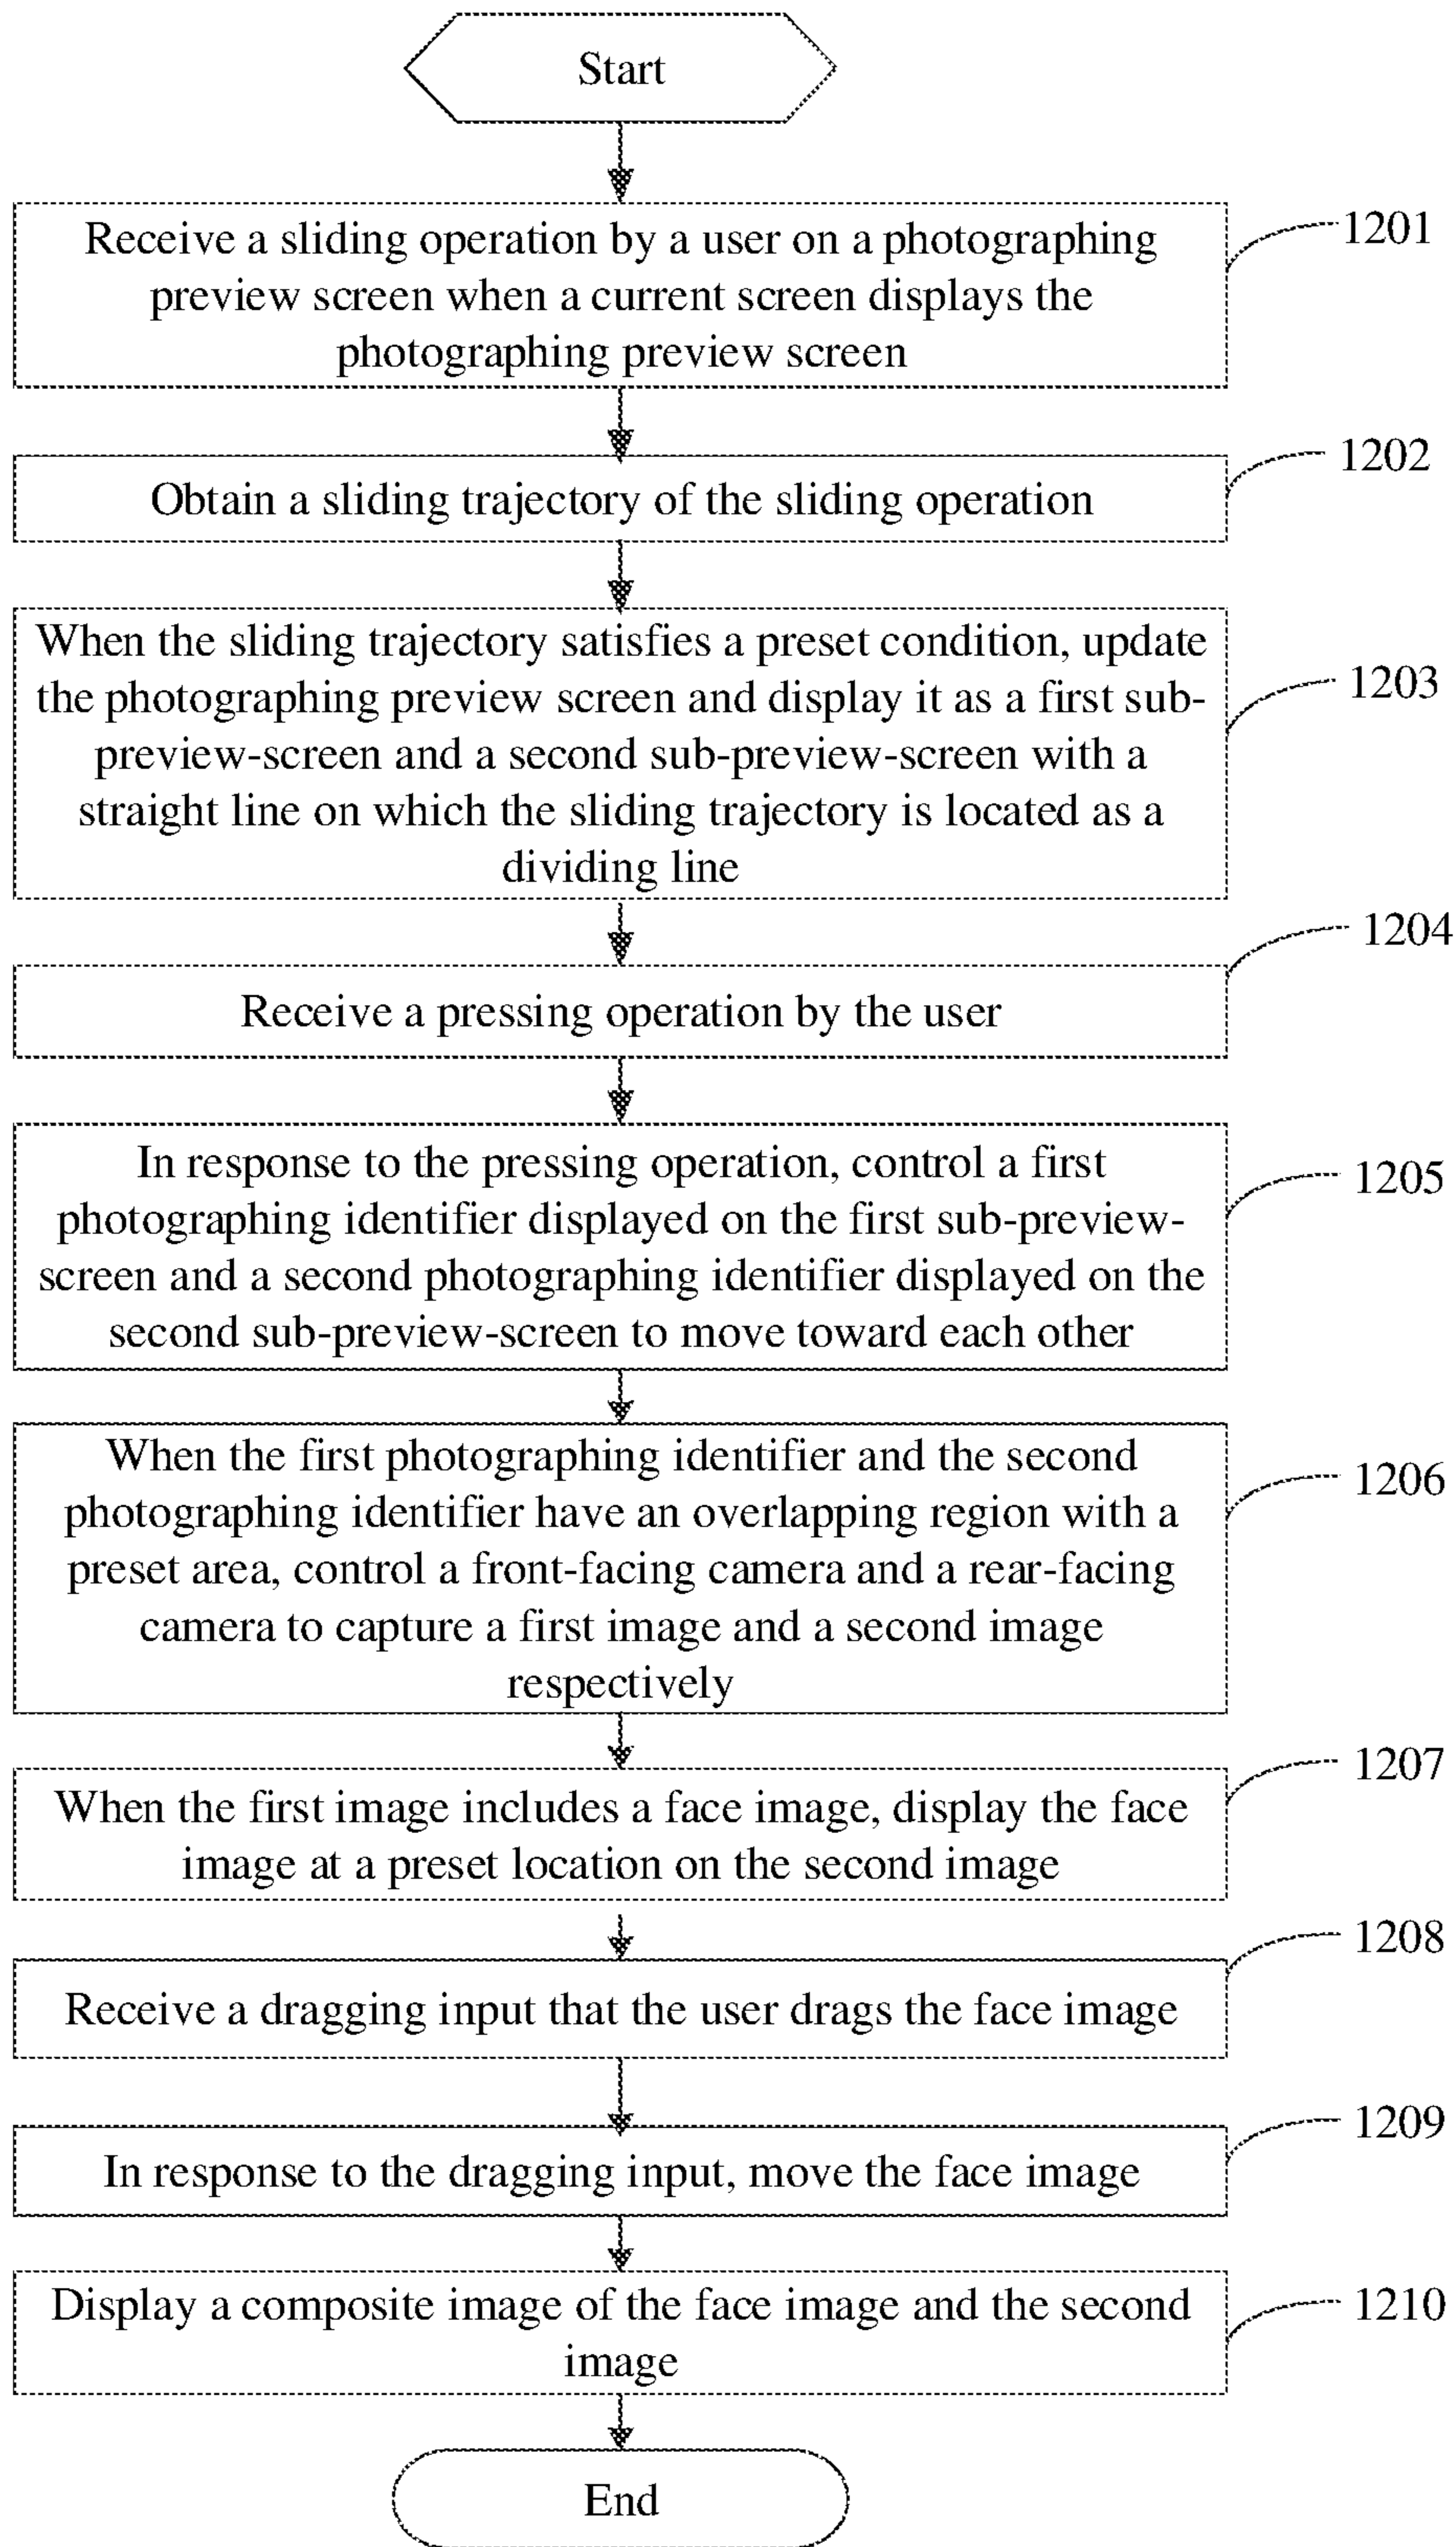 Start
Receive a sliding operation by a user on a photographing
preview screen when a current screen displays the
photographing preview screen
1201
Obtain a sliding trajectory of the sliding operation
1202
When the sliding trajectory satisfies a preset condition, update
the photographing preview screen and display it as a first sub-
preview-screen and a second sub-preview-screen with a
straight line on which the sliding trajectory is located as a
dividing line
1203
Receive a pressing operation by the user
1204
In response to the pressing operation, control a first
photographing identifier displayed on the first sub-preview-
screen and a second photographing identifier displayed on the
second sub-preview-screen to move toward each other
1205
When the first photographing identifier and the second
photographing identifier have an overlapping region with a
preset area, control a front-facing camera and a rear-facing
camera to capture a first image and a second image
respectively
1206
When the first image includes a face image, display the face
image at a preset location on the second image
1207
Receive a dragging input that the user drags the face image
1208
In response to the dragging input, move the face image
1209
Display a composite image of the face image and the second
image
1210
End